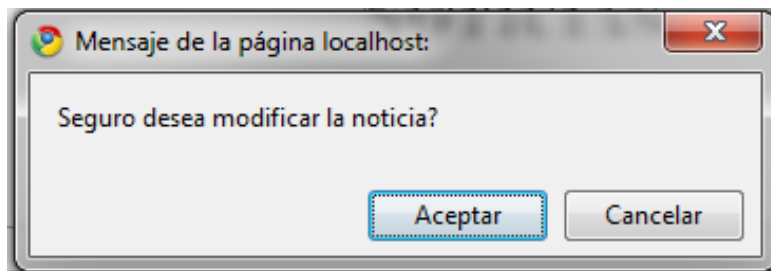 Mensaje de la página localhost:
Seguro desea modificar la noticia?
Aceptar Cancelar